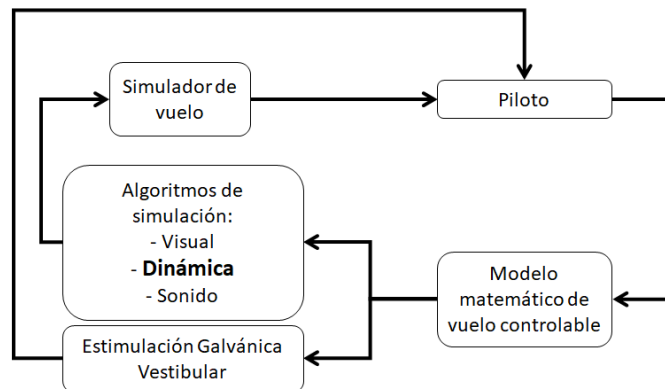 Simulador de
vuelo
Piloto
Algoritmos de
simulación:
- Visual
- Dinámica
- Sonido
Modelo
matemático de
vuelo controlable
Estimulación Galvánica
Vestibular